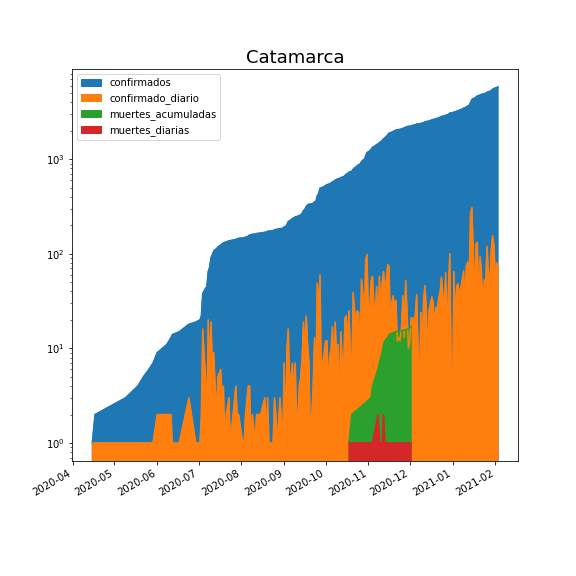 Catamarca
confirmados
confirmado_diario
muertes_acumuladas
muertes_diarias
10³
10²
10¹
10⁰
2020-04 2020-05 2020-06 2020-07 2020-08 2020-09 2020-10 2020-11 2020-12 2021-01 2021-02